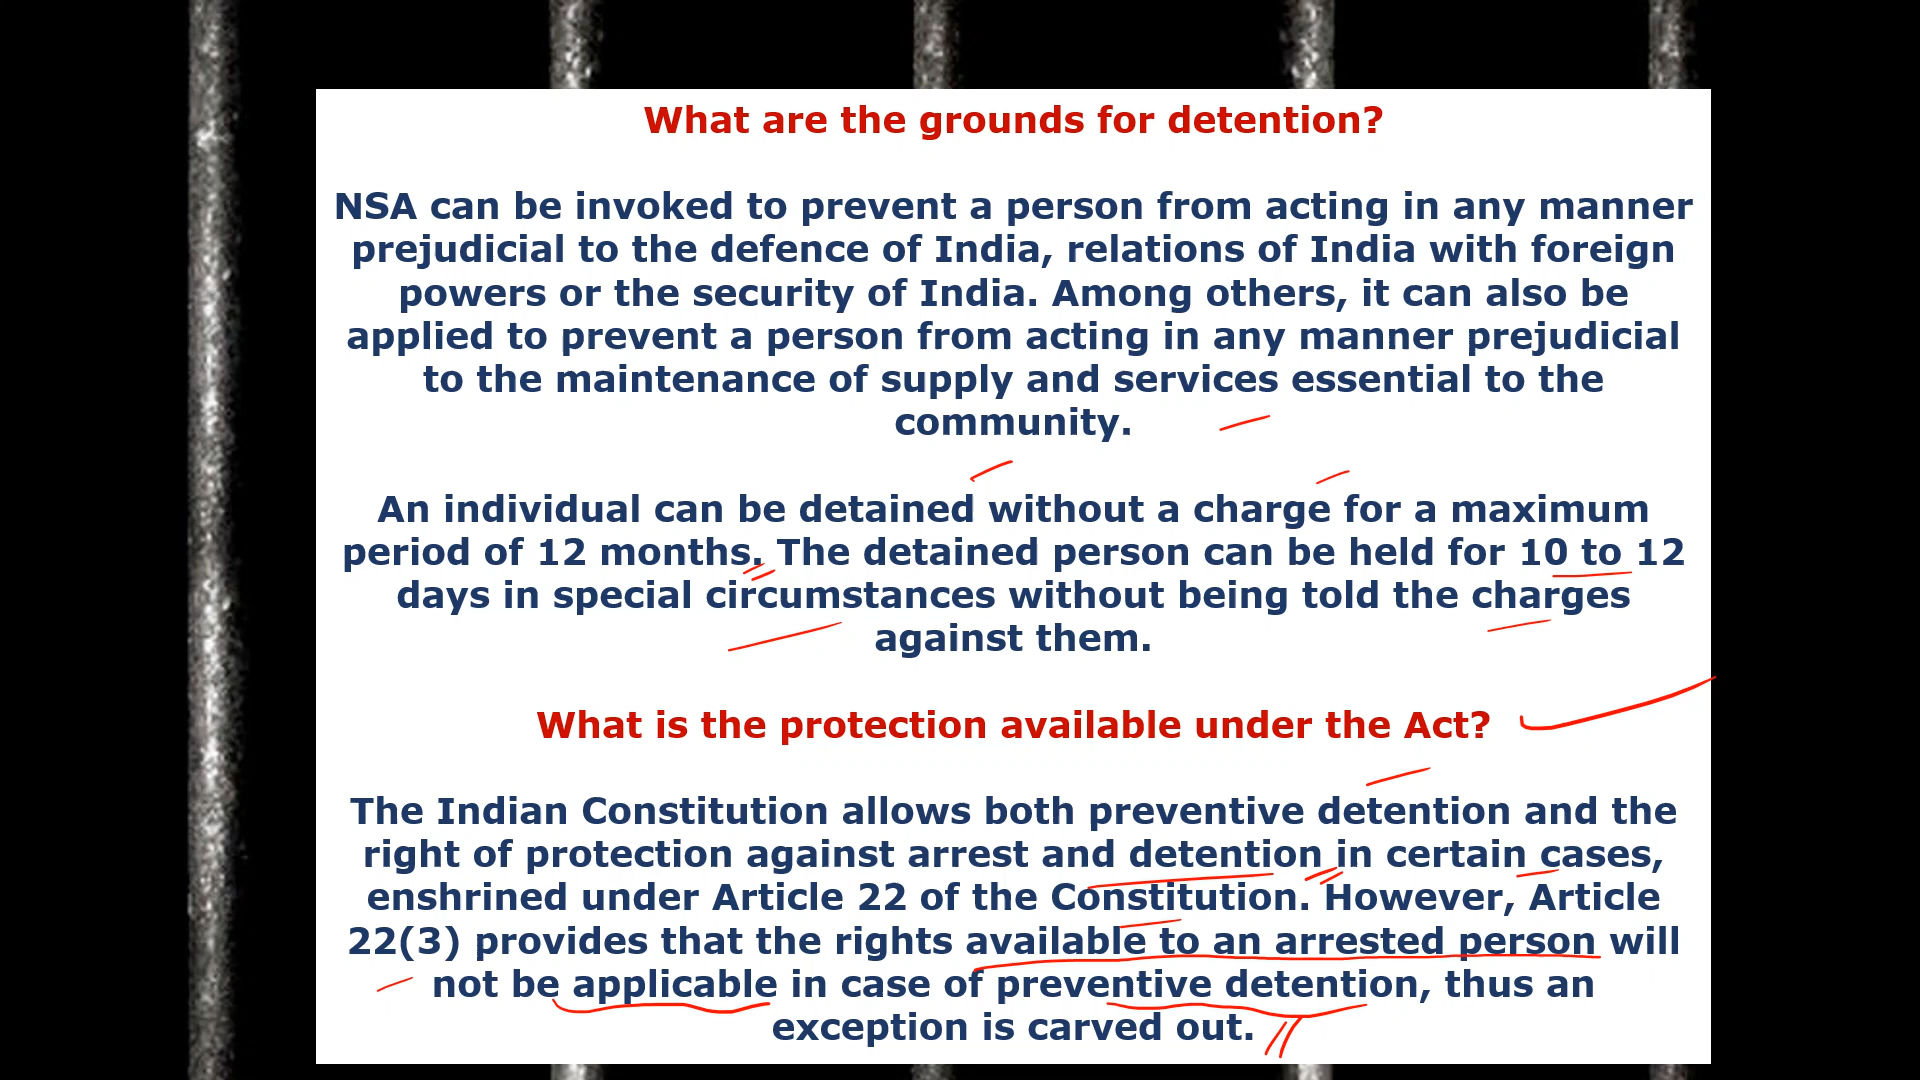 What are the grounds for detention?
NSA can be invoked to prevent a person from acting in any manner
prejudicial to the defence of India, relations of India with foreign
powers or the security of India. Among others, it can also be
applied to prevent a person from acting in any manner prejudicial
to the maintenance of supply and services essential to the
community.
An individual can be detained without a charge for a maximum
period of 12 months. The detained person can be held for 10 to 12
days in special circumstances without being told the charges
against them.
What is the protection available under the Act?
The Indian Constitution allows both preventive detention and the
right of protection against arrest and detention in certain cases,
enshrined under Article 22 of the Constitution. However, Article
22(3) provides that the rights available to an arrested person will
not be applicable in case of preventive detention, thus an
exception is carved out.